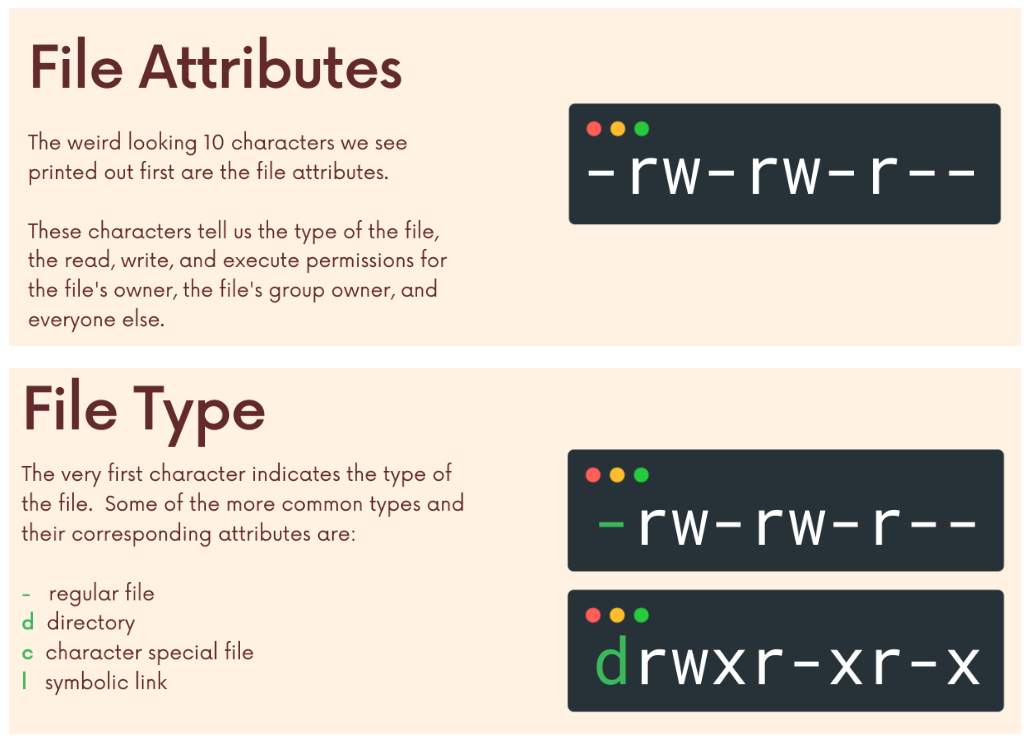 File Attributes
The weird looking 10 characters we see
printed out first are the file attributes.
These characters tell us the type of the file,
the read, write, and execute permissions for
the file's owner, the file's group owner, and
everyone else.
-rw-rw-r--
File Type
The very first character indicates the type of
the file. Some of the more common types and
their corresponding attributes are:
- regular file
d directory
c character special file
l symbolic link
-rw-rw-r--
drwxr-xr-x